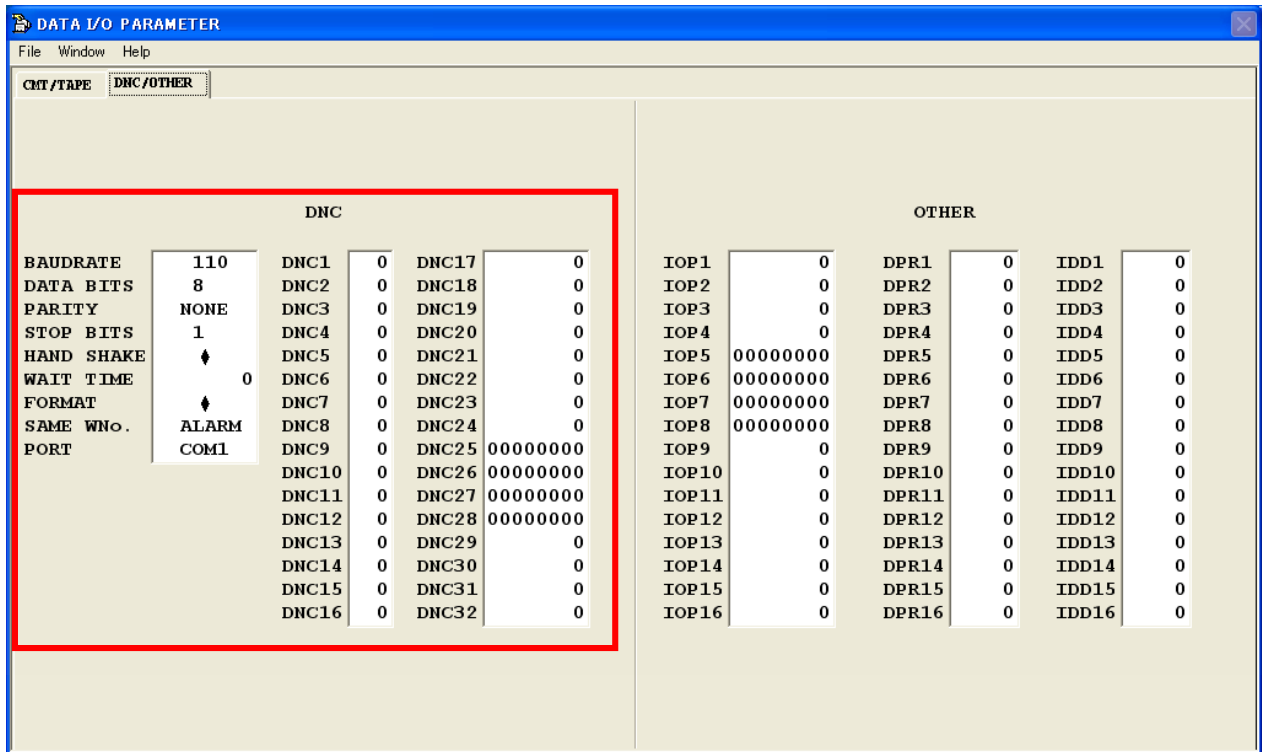 DATA I/O PARAMETER
File Window Help
CMT/TAPE DNC/OTHER
DNC OTHER
BAUDRATE 110 DNC1 0 DNC17 0 IOP1 0 DPR1 0 IDD1 0
DATA BITS 8 DNC2 0 DNC18 0 IOP2 0 DPR2 0 IDD2 0
PARITY NONE DNC3 0 DNC19 0 IOP3 0 DPR3 0 IDD3 0
STOP BITS 1 DNC4 0 DNC20 0 IOP4 0 DPR4 0 IDD4 0
HAND SHAKE ♦ DNC5 0 DNC21 0 IOP5 00000000 DPR5 0 IDD5 0
WAIT TIME 0 DNC6 0 DNC22 0 IOP6 00000000 DPR6 0 IDD6 0
FORMAT ♦ DNC7 0 DNC23 0 IOP7 00000000 DPR7 0 IDD7 0
SAME WNo. ALARM DNC8 0 DNC24 0 IOP8 00000000 DPR8 0 IDD8 0
PORT COM1 DNC9 0 DNC25 00000000 IOP9 0 DPR9 0 IDD9 0
DNC10 0 DNC26 00000000 IOP10 0 DPR10 0 IDD10 0
DNC11 0 DNC27 00000000 IOP11 0 DPR11 0 IDD11 0
DNC12 0 DNC28 00000000 IOP12 0 DPR12 0 IDD12 0
DNC13 0 DNC29 0 IOP13 0 DPR13 0 IDD13 0
DNC14 0 DNC30 0 IOP14 0 DPR14 0 IDD14 0
DNC15 0 DNC31 0 IOP15 0 DPR15 0 IDD15 0
DNC16 0 DNC32 0 IOP16 0 DPR16 0 IDD16 0